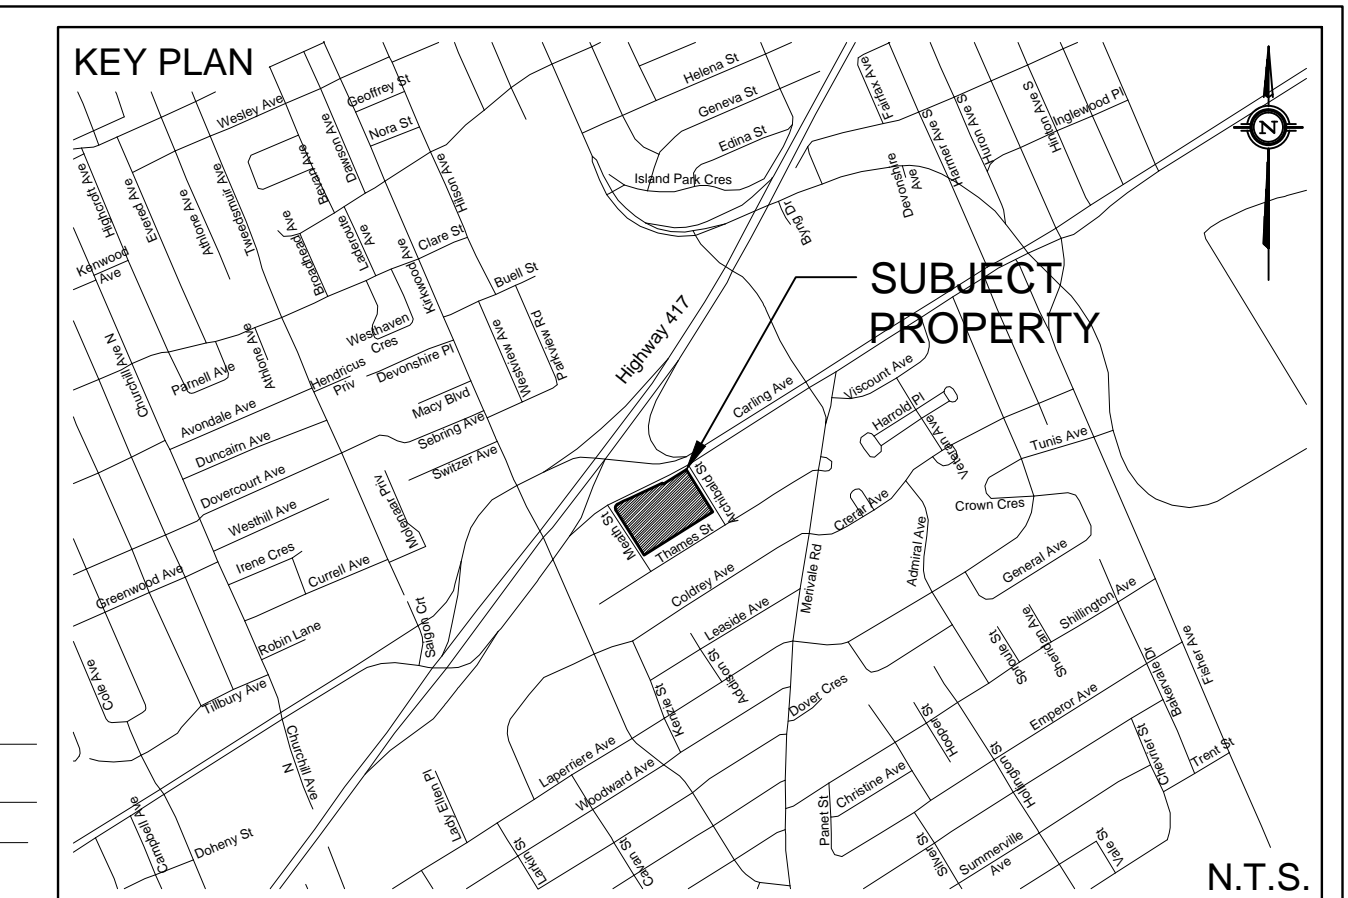 KEY PLAN
Helena St
Geneva St
Edina St
Island Park Cres
Fairfax Ave
Huron Ave S
Hinton Ave S
Inglewood Pl
Harmer Ave S
Devonshire
Ave
Byng Dr
N
Wesley Ave
Geoffrey St
Nora St
Dawson Ave
Bevan Ave
Hilson Ave
Highcroft Ave
Evered Ave
Athlone Ave
Tweedsmuir Ave
Broadhead Ave
Laderoute
Ave
Kirkwood Ave
Clare St
Buell St
Kenwood
Ave
Churchill Ave N
Parnell Ave
Athlone Ave
Westhaven
Cres
Hendricus
Priv
Devonshire Pl
Macy Blvd
Westview Ave
Parkview Rd
Highway 417
SUBJECT
PROPERTY
Avondale Ave
Duncairn Ave
Dovercourt Ave
Westhill Ave
Irene Cres
Currell Ave
Greenwood Ave
Sebring Ave
Switzer Ave
Molenaar Priv
Carling Ave
Viscount Ave
Harrold Pl
Veteran Ave
Tunis Ave
Archibald St
Meath St
Thames St
Crerar Ave
Crown Cres
Coldrey Ave
Merivale Rd
Admiral Ave
General Ave
Leaside Ave
Addison St
Kenzie St
Shillington Ave
Sheridan Ave
Sproule St
Fisher Ave
Bakervale Dr
Saigon Crt
Robin Lane
Cole Ave
Tillbury Ave
Churchill Ave
N
Dover Cres
Emperor Ave
Hooper St
Hollington St
Chevrier St
Trent St
Laperriere Ave
Woodward Ave
Lady Ellen Pl
Christine Ave
Panet St
Campbell Ave
Doheny St
Larkin St
Cavan St
Silver St
Summerville
Ave
Vale St
N.T.S.